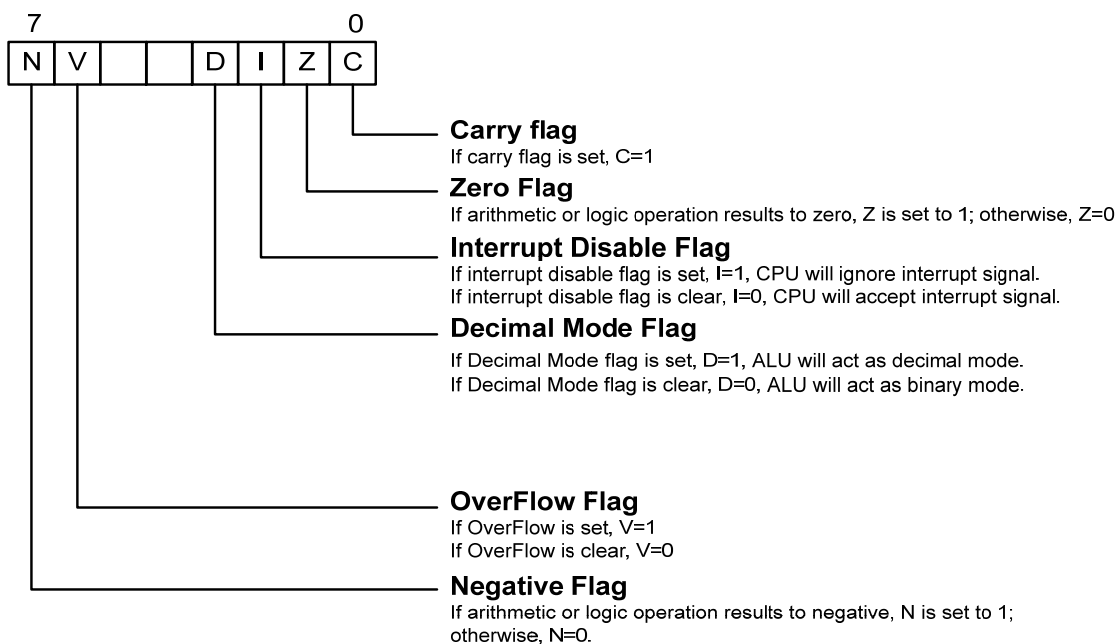 7 0
N V D I Z C
Carry flag
If carry flag is set, C=1
Zero Flag
If arithmetic or logic operation results to zero, Z is set to 1; otherwise, Z=0
Interrupt Disable Flag
If interrupt disable flag is set, I=1, CPU will ignore interrupt signal.
If interrupt disable flag is clear, I=0, CPU will accept interrupt signal.
Decimal Mode Flag
If Decimal Mode flag is set, D=1, ALU will act as decimal mode.
If Decimal Mode flag is clear, D=0, ALU will act as binary mode.
OverFlow Flag
If OverFlow is set, V=1
If OverFlow is clear, V=0
Negative Flag
If arithmetic or logic operation results to negative, N is set to 1;
otherwise, N=0.